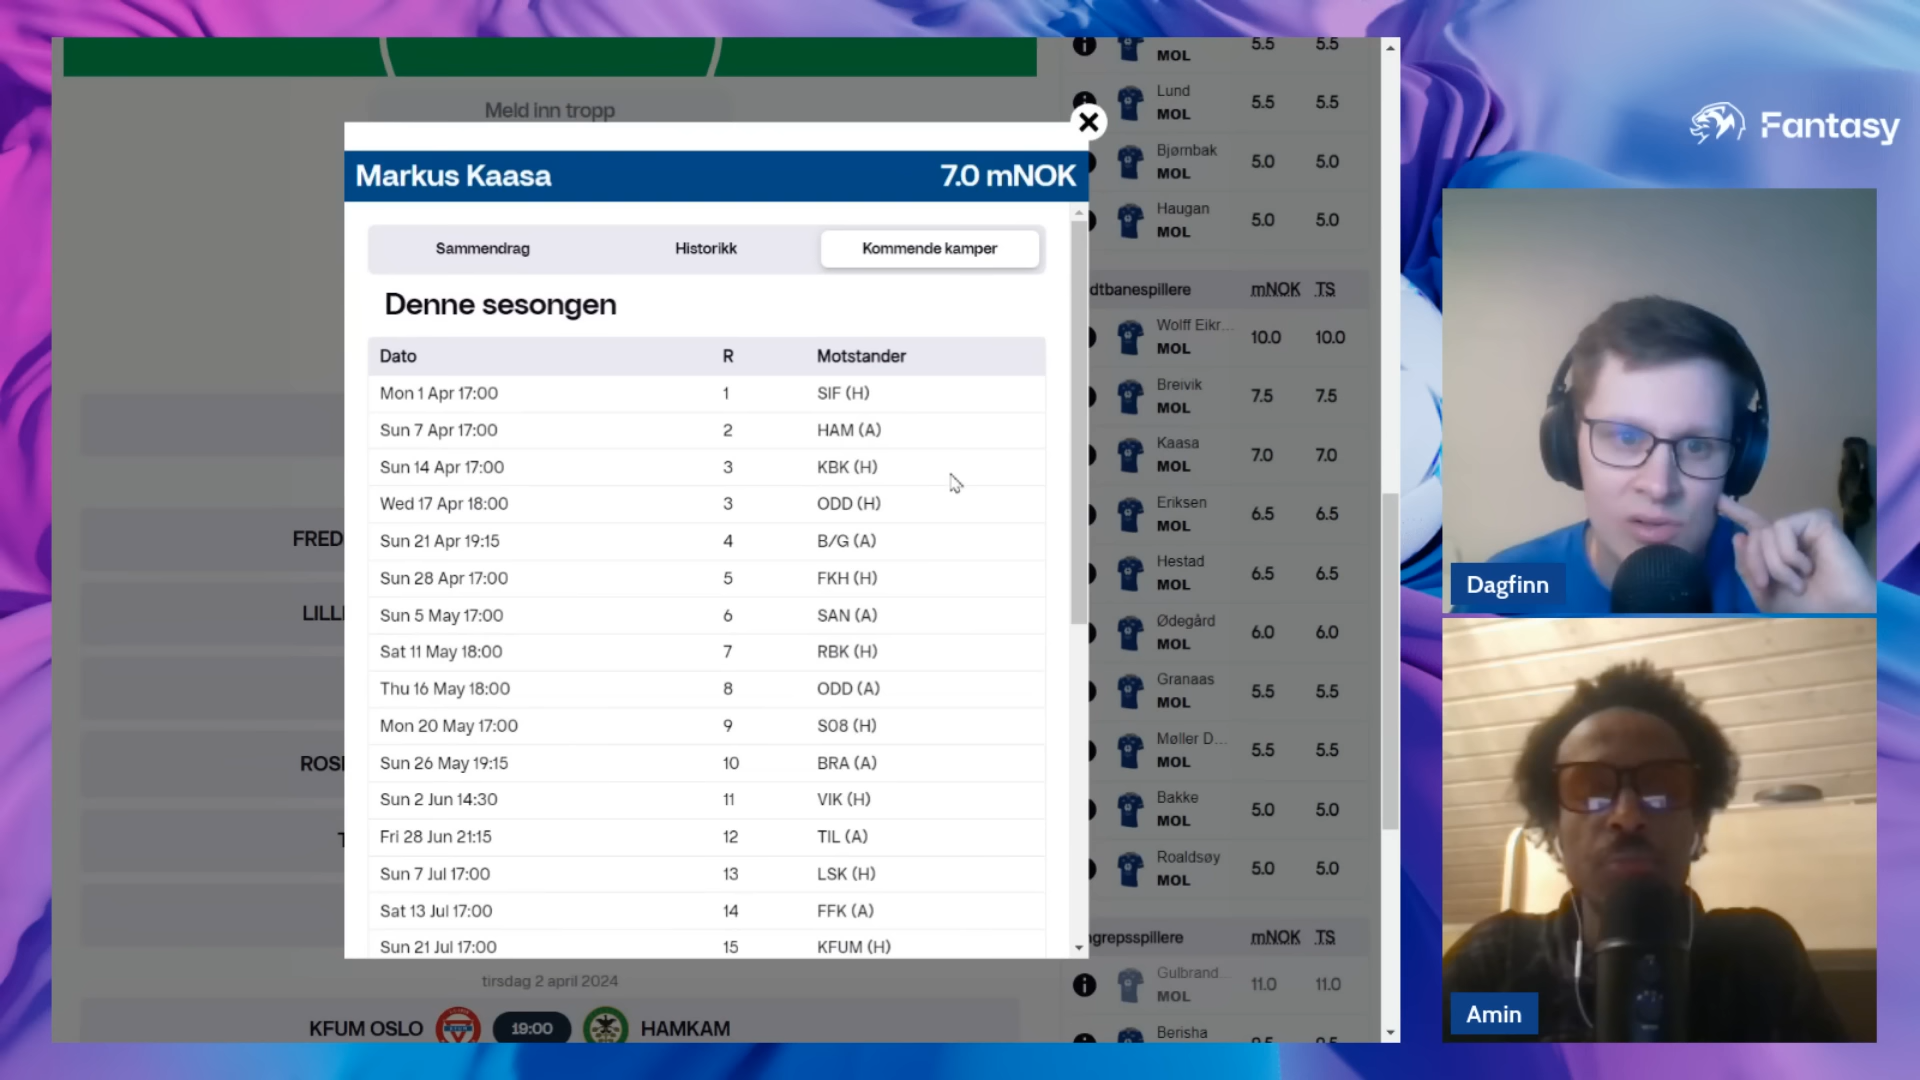 Meld inn tropp
Markus Kaasa 7.0 mNOK
Sammendrag Historikk Kommende kamper
Denne sesongen
Dato R Motstander
Mon 1 Apr 17:00 1 SIF (H)
Sun 7 Apr 17:00 2 HAM (A)
Sun 14 Apr 17:00 3 KBK (H)
Wed 17 Apr 18:00 3 ODD (H)
Sun 21 Apr 19:15 4 B/G (A)
Sun 28 Apr 17:00 5 FKH (H)
Sun 5 May 17:00 6 SAN (A)
Sat 11 May 18:00 7 RBK (H)
Thu 16 May 18:00 8 ODD (A)
Mon 20 May 17:00 9 S08 (H)
Sun 26 May 19:15 10 BRA (A)
Sun 2 Jun 14:30 11 VIK (H)
Fri 28 Jun 21:15 12 TIL (A)
Sun 7 Jul 17:00 13 LSK (H)
Sat 13 Jul 17:00 14 FFK (A)
Sun 21 Jul 17:00 15 KFUM (H)
FRED
LILL
ROS
tirsdag 2 april 2024
KFUM OSLO 19:00 HAMKAM
MOL 5.5 5.5
Lund
MOL 5.5 5.5
Bjørnbak
MOL 5.0 5.0
Haugan
MOL 5.0 5.0
dtbanespillere mNOK TS
Wolff Eikr...
MOL 10.0 10.0
Breivik
MOL 7.5 7.5
Kaasa
MOL 7.0 7.0
Eriksen
MOL 6.5 6.5
Hestad
MOL 6.5 6.5
Ødegård
MOL 6.0 6.0
Granaas
MOL 5.5 5.5
Møller D...
MOL 5.5 5.5
Bakke
MOL 5.0 5.0
Roaldsøy
MOL 5.0 5.0
grepsspillere mNOK TS
Gulbrand...
MOL 11.0 11.0
Berisha
Fantasy
Dagfinn
Amin